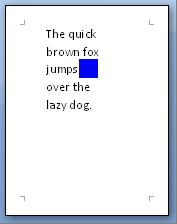 The quick
brown fox
jumps
over the
lazy dog.